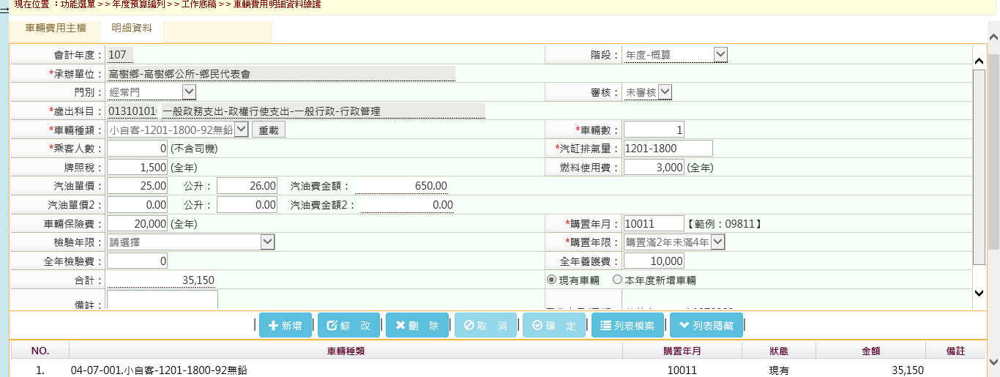 現在位置 ：功能選單>>年度預算編列>>工作底稿>>車輛費用明細資料維護
車輛費用主檔 明細資料
會計年度： 107 階段： 年度-概算
*承辦單位： 高樹鄉-高樹鄉公所-鄉民代表會
門別： 經常門 審核： 未審核
*歲出科目： 01310101 一般政務支出-政權行使支出-一般行政-行政管理
*車輛種類： 小自客-1201-1800-92無鉛 重載 *車輛數： 1
*乘客人數： 0 (不含司機) *汽缸排氣量： 1201-1800
牌照稅： 1,500 (全年) 燃料使用費： 3,000 (全年)
汽油單價： 25.00 公升： 26.00 汽油費金額： 650.00
汽油單價2： 0.00 公升： 0.00 汽油費金額2： 0.00
車輛保險費： 20,000 (全年) *購置年月： 10011 【範例：09811】
檢驗年限： 請選擇 *購置年限： 購置滿2年未滿4年
全年檢驗費： 0 全年養護費： 10,000
合計： 35,150 現有車輛 本年度新增車輛
備註：
新增 修 改 刪 除 取 消 確 定 列表檔案 列表隱藏
NO. 車輛種類 購置年月 狀態 金額 備註
1. 04-07-001.小自客-1201-1800-92無鉛 10011 現有 35,150